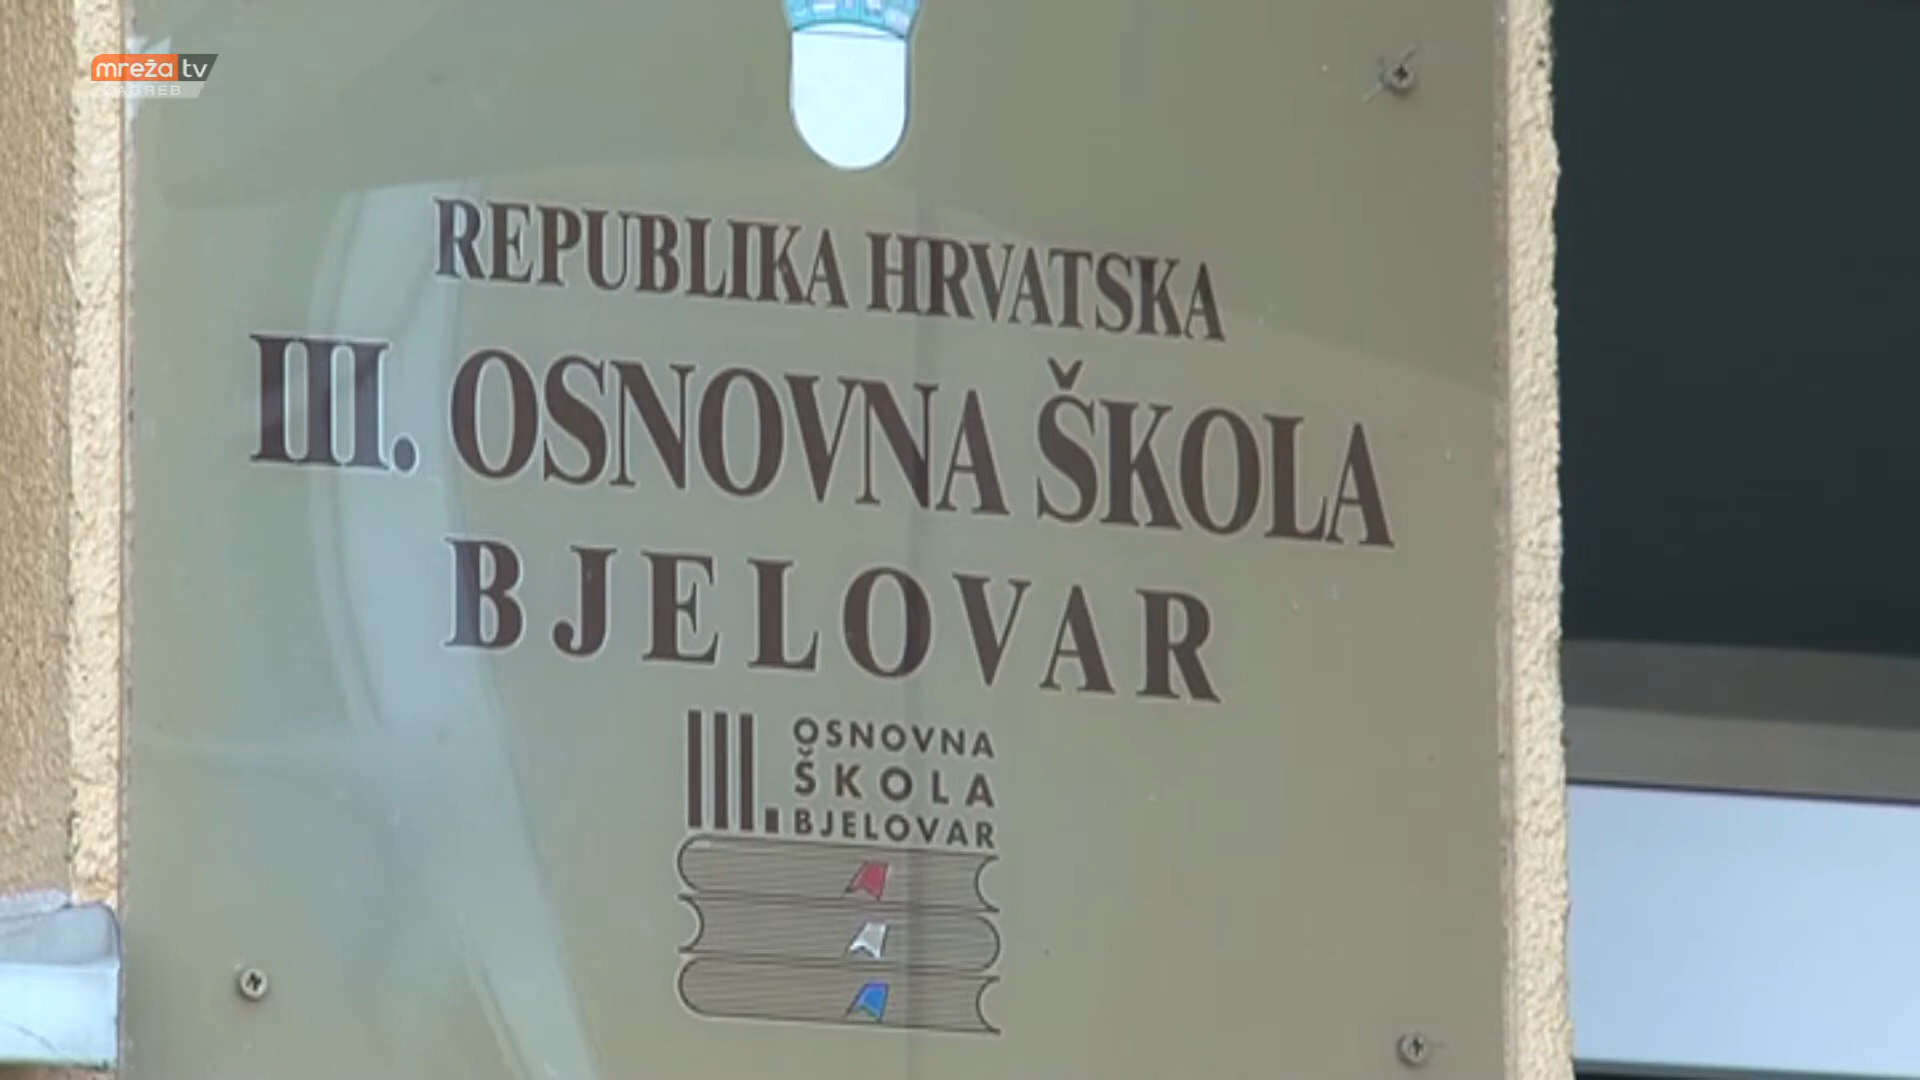 mreža tv
ZAGREB
REPUBLIKA HRVATSKA
III. OSNOVNA ŠKOLA
BJELOVAR
III. OSNOVNA
ŠKOLA
BJELOVAR